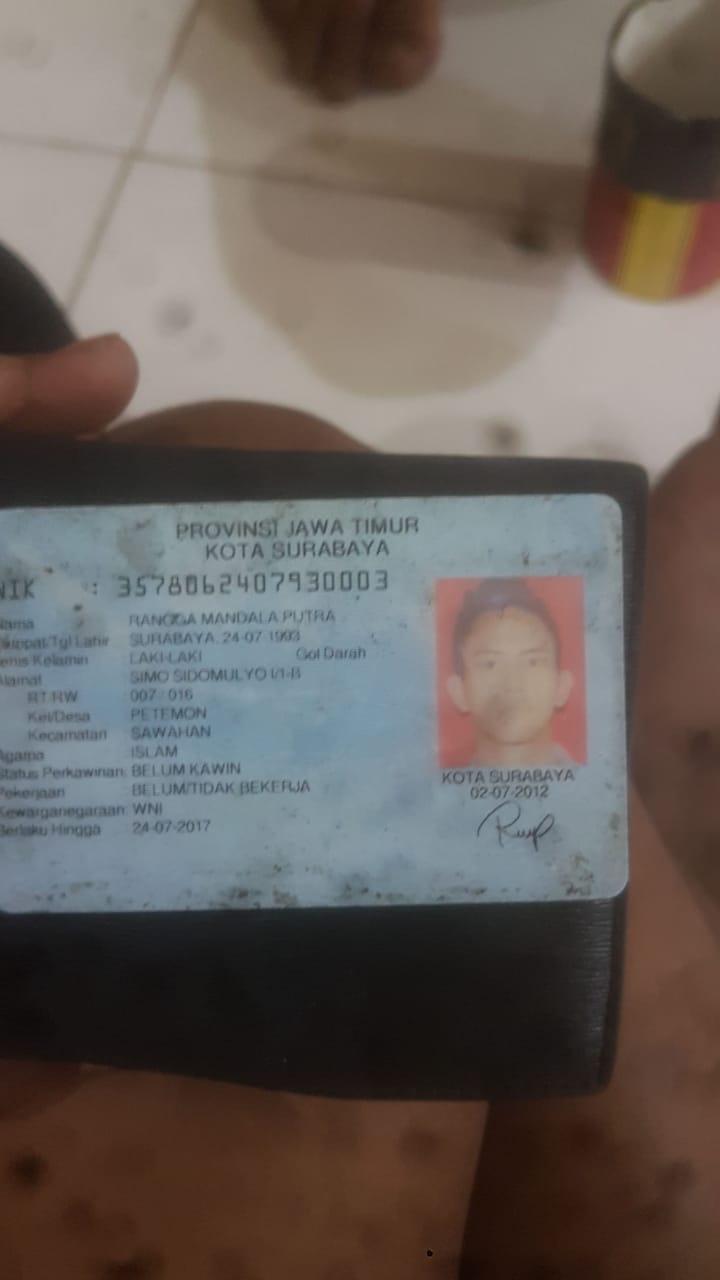 PROVINSI JAWA TIMUR
KOTA SURABAYA
NIK : 3578062407930003
Nama RANGGA MANDALA PUTRA
Tempat/Tgl Lahir SURABAYA, 24-07-1993
Jenis Kelamin LAKI-LAKI Gol Darah
Alamat SIMO SIDOMULYO I/1-B
RT/RW 007 / 016
Kel/Desa PETEMON
Kecamatan SAWAHAN
Agama ISLAM
Status Perkawinan: BELUM KAWIN
Pekerjaan : BELUM/TIDAK BEKERJA
Kewarganegaraan: WNI
Berlaku Hingga 24-07-2017
KOTA SURABAYA
02-07-2012